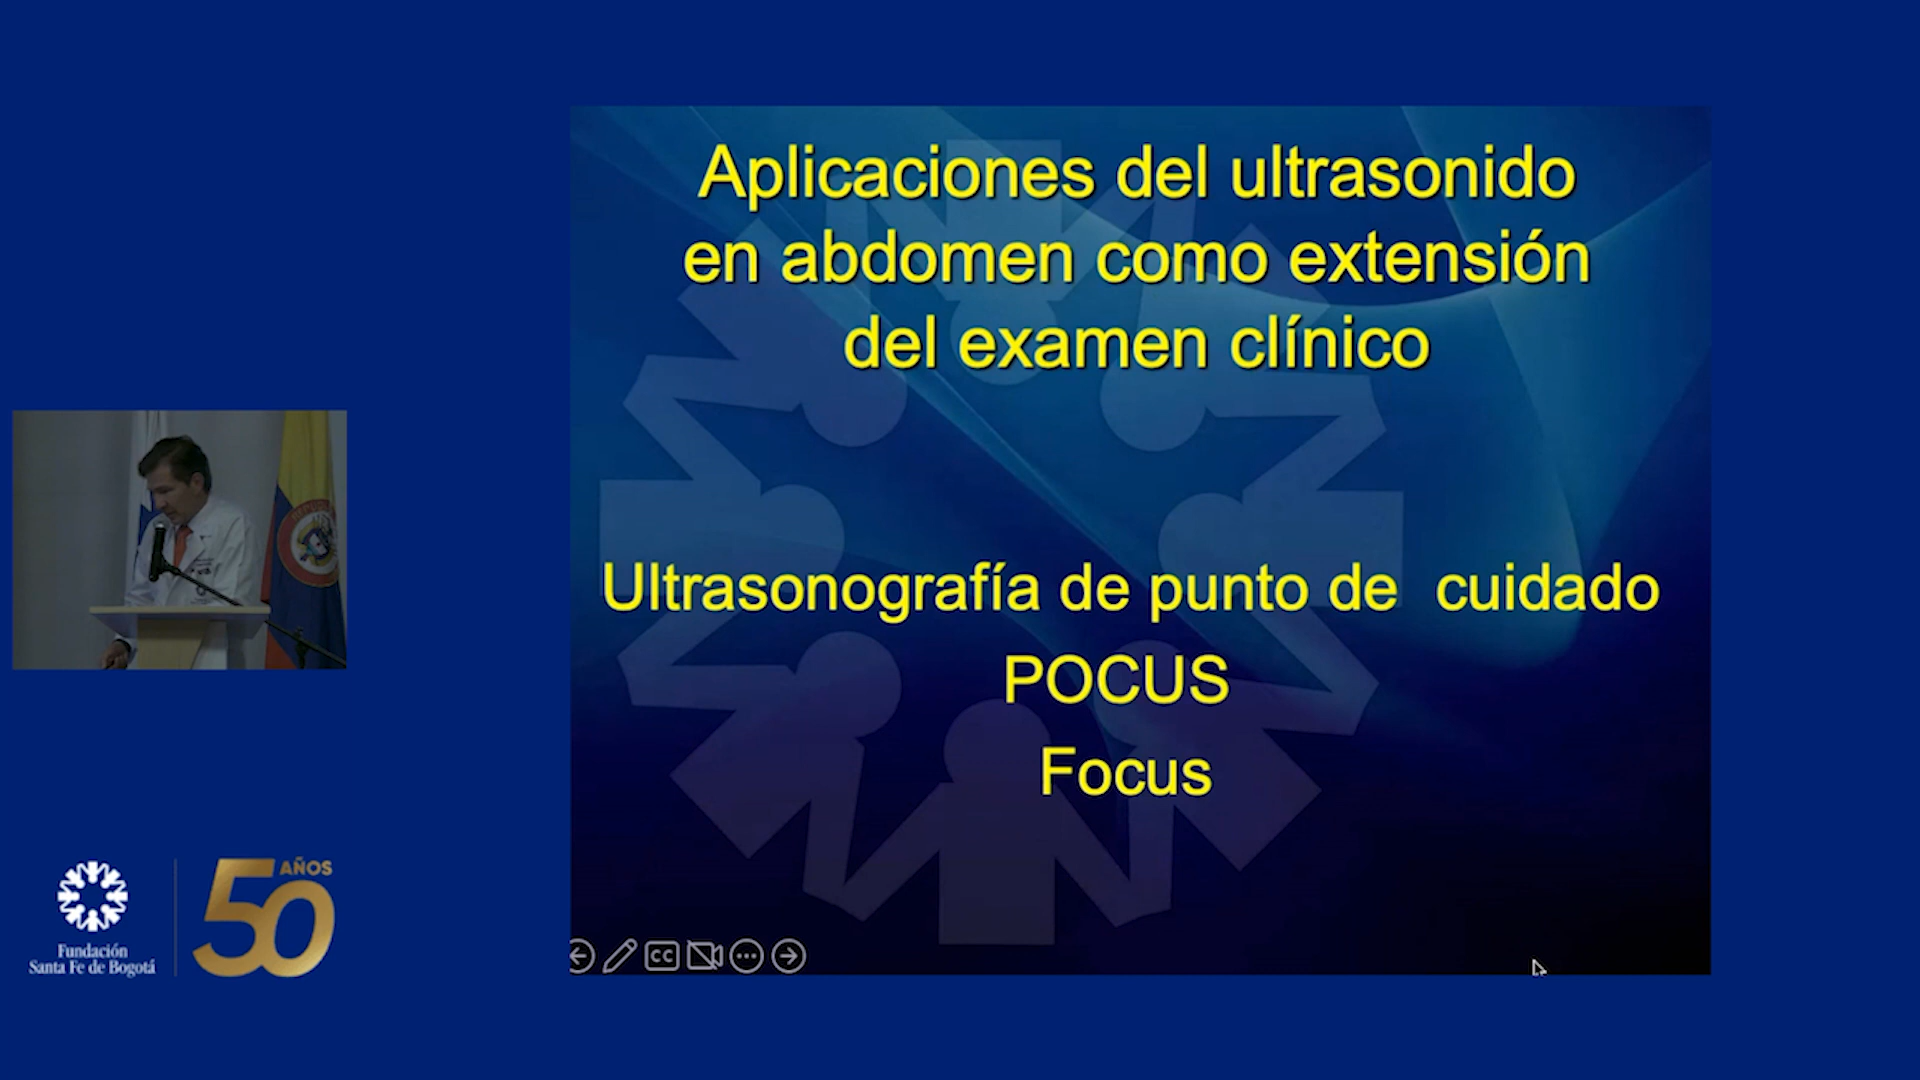 Aplicaciones del ultrasonido
en abdomen como extensión
del examen clínico
Ultrasonografía de punto de cuidado
POCUS
Focus
CC
Fundación
Santa Fe de Bogotá
50 AÑOS